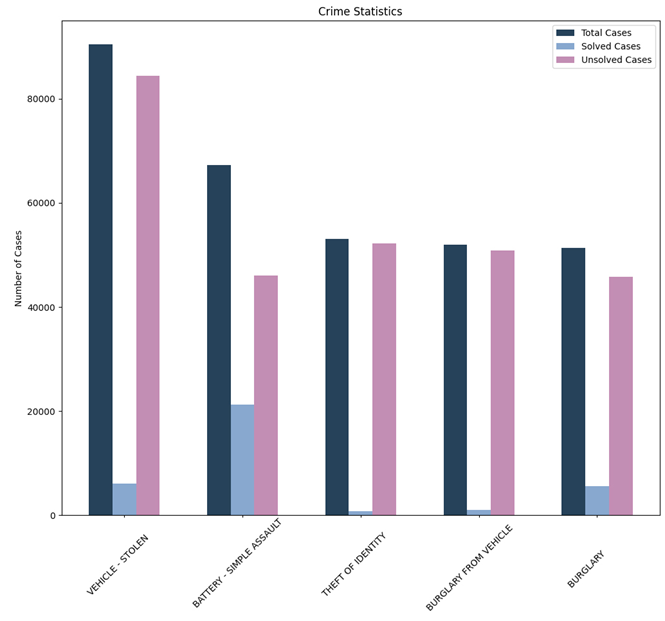 Crime Statistics
Total Cases
Solved Cases
Unsolved Cases
80000
60000
40000
20000
0
Number of Cases
VEHICLE - STOLEN
BATTERY - SIMPLE ASSAULT
THEFT OF IDENTITY
BURGLARY FROM VEHICLE
BURGLARY